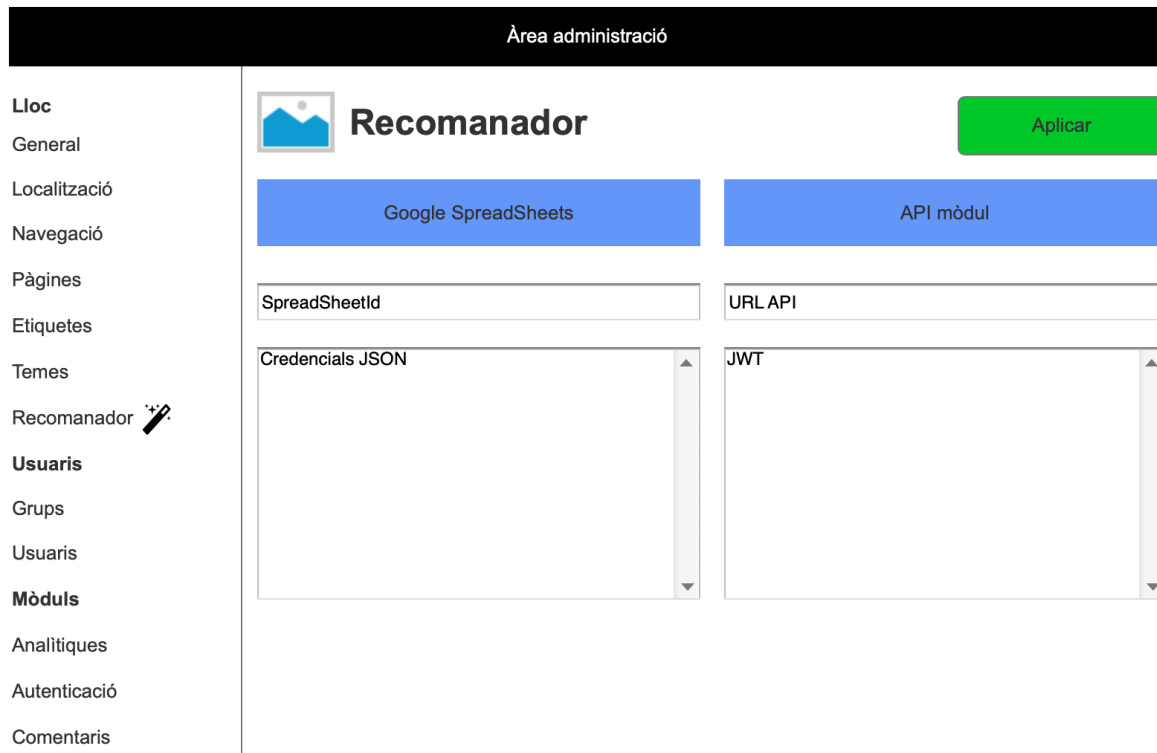 Àrea administració
Lloc
General
Localització
Navegació
Pàgines
Etiquetes
Temes
Recomanador
Usuaris
Grups
Usuaris
Mòduls
Analìtiques
Autenticació
Comentaris
Recomanador
Aplicar
Google SpreadSheets
API mòdul
SpreadSheetId
URL API
Credencials JSON
JWT